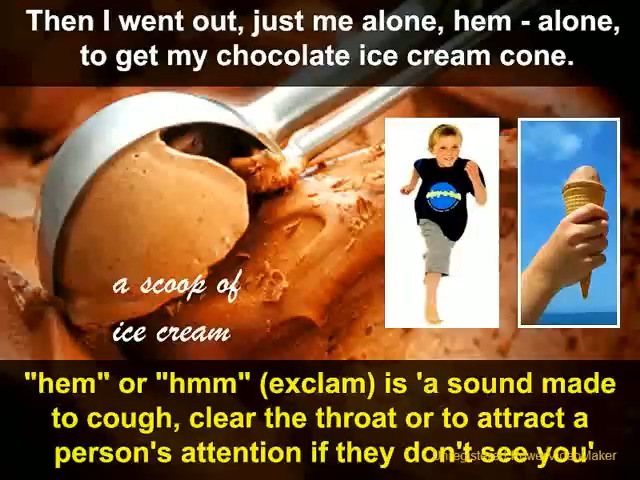 Then I went out, just me alone, hem - alone,
to get my chocolate ice cream cone.
a scoop of
ice cream
"hem" or "hmm" (exclam) is 'a sound made
to cough, clear the throat or to attract a
person's attention if they don't see you'
Unregistered